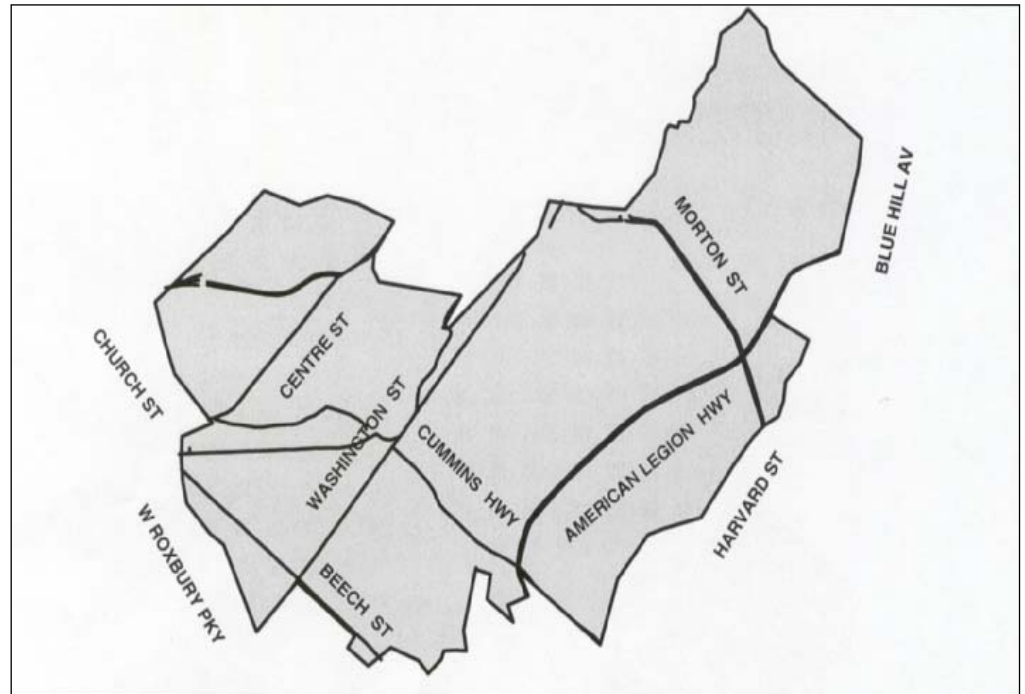 MORTON ST
BLUE HILL AV
CHURCH ST
CENTRE ST
WASHINGTON ST
CUMMINS HWY
AMERICAN LEGION HWY
HARVARD ST
W ROXBURY PKY
BEECH ST